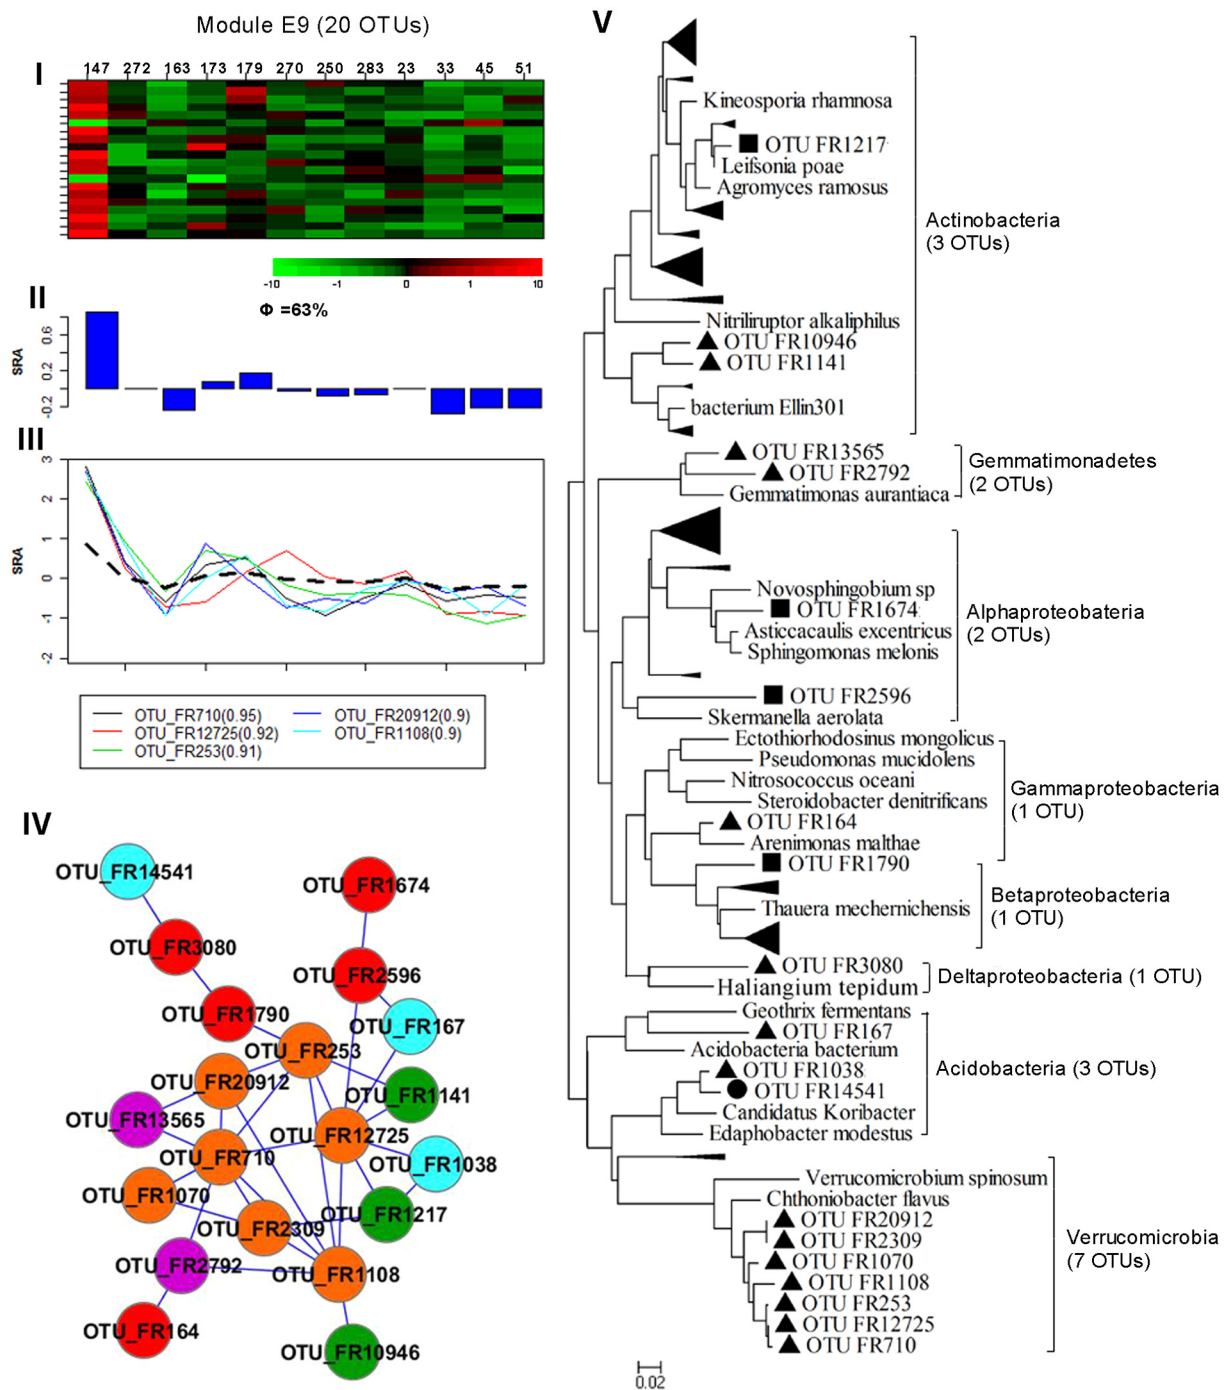 Module E9 (20 OTUs)
I
147 272 163 173 179 270 250 283 23 33 45 51
-10 -1 0 1 10
II
Φ =63%
SRA
0.6
0.2
-0.2
III
SRA
3
2
1
0
-1
-2
OTU_FR710(0.95)
OTU_FR12725(0.92)
OTU_FR253(0.91)
OTU_FR20912(0.9)
OTU_FR1108(0.9)
IV
OTU_FR14541
OTU_FR1674
OTU_FR3080
OTU_FR2596
OTU_FR1790
OTU_FR167
OTU_FR253
OTU_FR20912
OTU_FR1141
OTU_FR13565
OTU_FR12725
OTU_FR710
OTU_FR1038
OTU_FR1070
OTU_FR1217
OTU_FR2309
OTU_FR2792
OTU_FR1108
OTU_FR164
OTU_FR10946
V
Kineosporia rhamnosa
OTU FR1217
Leifsonia poae
Agromyces ramosus
Actinobacteria
(3 OTUs)
Nitriliruptor alkaliphilus
OTU FR10946
OTU FR1141
bacterium Ellin301
OTU FR13565
OTU FR2792
Gemmatimonas aurantiaca
Gemmatimonadetes
(2 OTUs)
Novosphingobium sp
OTU FR1674
Asticcacaulis excentricus
Sphingomonas melonis
OTU FR2596
Skermanella aerolata
Alphaproteobateria
(2 OTUs)
Ectothiorhodosinus mongolicus
Pseudomonas mucidolens
Nitrosococcus oceani
Steroidobacter denitrificans
OTU FR164
Arenimonas malthae
Gammaproteobacteria
(1 OTU)
OTU FR1790
Thauera mechernichensis
Betaproteobacteria
(1 OTU)
OTU FR3080
Haliangium tepidum
Deltaproteobacteria (1 OTU)
Geothrix fermentans
OTU FR167
Acidobacteria bacterium
OTU FR1038
OTU FR14541
Candidatus Koribacter
Edaphobacter modestus
Acidobacteria (3 OTUs)
Verrucomicrobium spinosum
Chthoniobacter flavus
OTU FR20912
OTU FR2309
OTU FR1070
OTU FR1108
OTU FR253
OTU FR12725
OTU FR710
Verrucomicrobia
(7 OTUs)
0.02